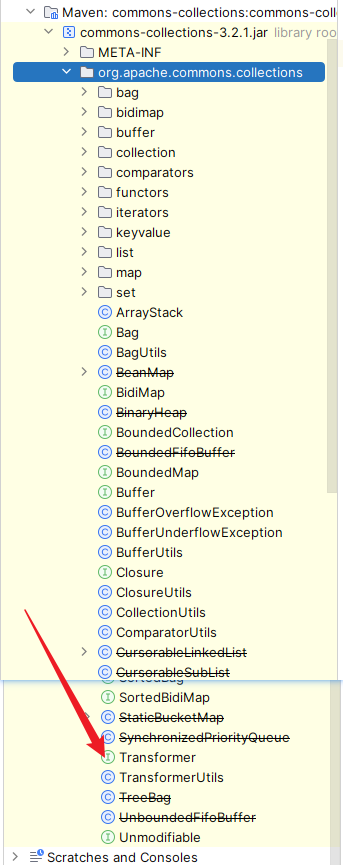 Maven: commons-collections:commons-coll
commons-collections-3.2.1.jar library roo
META-INF
org.apache.commons.collections
bag
bidimap
buffer
collection
comparators
functors
iterators
keyvalue
list
map
set
ArrayStack
Bag
BagUtils
BeanMap
BidiMap
BinaryHeap
BoundedCollection
BoundedFifoBuffer
BoundedMap
Buffer
BufferOverflowException
BufferUnderflowException
BufferUtils
Closure
ClosureUtils
CollectionUtils
ComparatorUtils
CursorableLinkedList
CursorableSubList
SortedBag
SortedBidiMap
StaticBucketMap
SynchronizedPriorityQueue
Transformer
TransformerUtils
TreeBag
UnboundedFifoBuffer
Unmodifiable
Scratches and Consoles